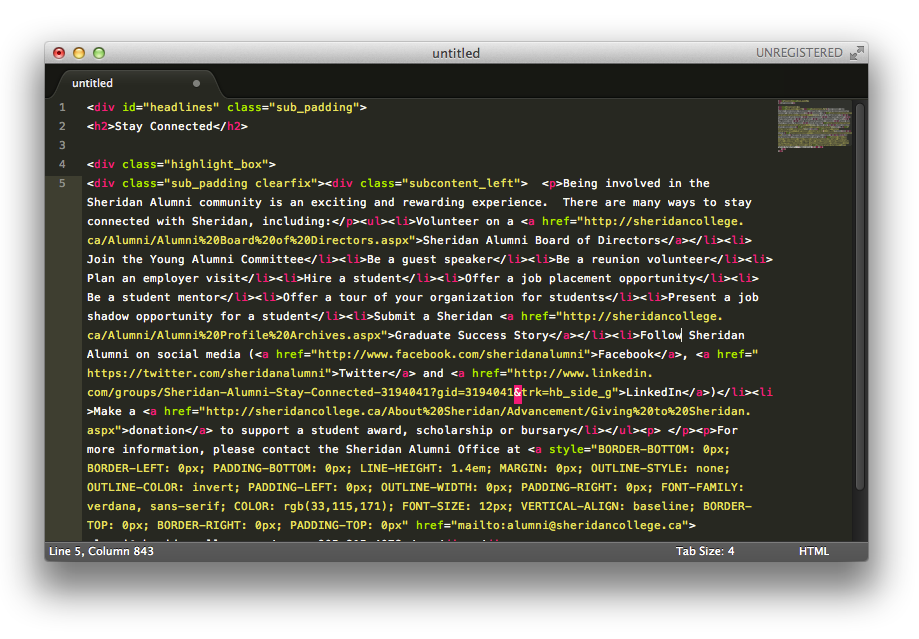 untitled
UNREGISTERED
untitled
1 <div id="headlines" class="sub_padding">
2 <h2>Stay Connected</h2>
3
4 <div class="highlight_box">
5 <div class="sub_padding clearfix"><div class="subcontent_left">  <p>Being involved in the
Sheridan Alumni community is an exciting and rewarding experience.  There are many ways to stay
connected with Sheridan, including:</p><ul><li>Volunteer on a <a href="http://sheridancollege.
ca/Alumni/Alumni%20Board%20of%20Directors.aspx">Sheridan Alumni Board of Directors</a></li><li>
Join the Young Alumni Committee</li><li>Be a guest speaker</li><li>Be a reunion volunteer</li><li>
Plan an employer visit</li><li>Hire a student</li><li>Offer a job placement opportunity</li><li>
Be a student mentor</li><li>Offer a tour of your organization for students</li><li>Present a job
shadow opportunity for a student</li><li>Submit a Sheridan <a href="http://sheridancollege.
ca/Alumni/Alumni%20Profile%20Archives.aspx">Graduate Success Story</a></li><li>Follow Sheridan
Alumni on social media (<a href="http://www.facebook.com/sheridanalumni">Facebook</a>, <a href="
https://twitter.com/sheridanalumni">Twitter</a> and <a href="http://www.linkedin.
com/groups/Sheridan-Alumni-Stay-Connected-3194041?gid=3194041&trk=hb_side_g">LinkedIn</a>)</li><li
>Make a <a href="http://sheridancollege.ca/About%20Sheridan/Advancement/Giving%20to%20Sheridan.
aspx">donation</a> to support a student award, scholarship or bursary</li></ul><p> </p><p>For
more information, please contact the Sheridan Alumni Office at <a style="BORDER-BOTTOM: 0px;
BORDER-LEFT: 0px; PADDING-BOTTOM: 0px; LINE-HEIGHT: 1.4em; MARGIN: 0px; OUTLINE-STYLE: none;
OUTLINE-COLOR: invert; PADDING-LEFT: 0px; OUTLINE-WIDTH: 0px; PADDING-RIGHT: 0px; FONT-FAMILY:
verdana, sans-serif; COLOR: rgb(33,115,171); FONT-SIZE: 12px; VERTICAL-ALIGN: baseline; BORDER-
TOP: 0px; BORDER-RIGHT: 0px; PADDING-TOP: 0px" href="mailto:alumni@sheridancollege.ca">
Line 5, Column 843
Tab Size: 4
HTML